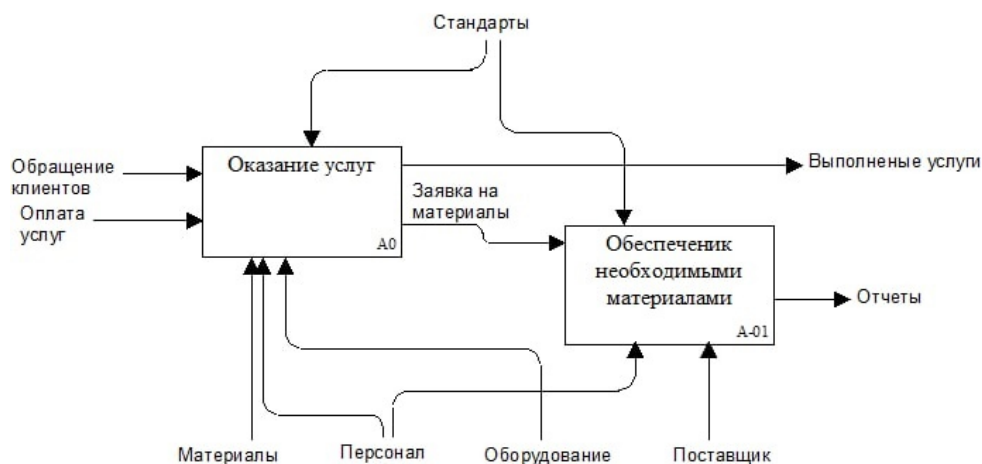 Стандарты
Обращение
клиентов
Оплата
услуг
Оказание услуг
A0
Выполненые услуги
Заявка на
материалы
Обеспеченик
необходимыми
материалами
A-01
Отчеты
Материалы
Персонал
Оборудование
Поставщик